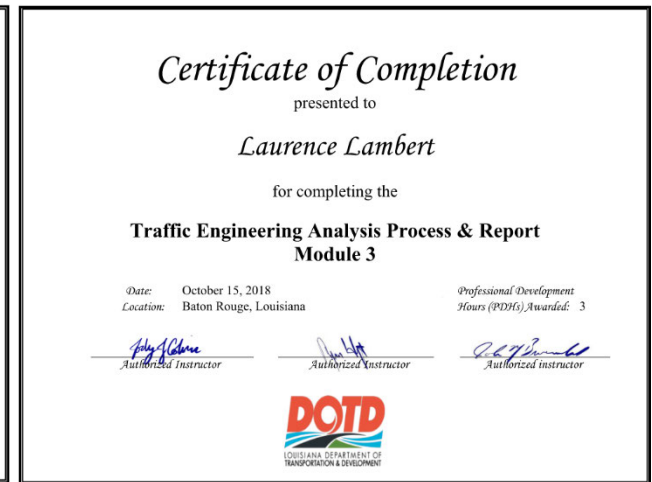 Certificate of Completion
presented to
Laurence Lambert
for completing the
Traffic Engineering Analysis Process & Report
Module 3
Date: October 15, 2018
Location: Baton Rouge, Louisiana
Professional Development
Hours (PDHs) Awarded: 3
Authorized Instructor
Authorized Instructor
Authorized instructor
DOTD
LOUISIANA DEPARTMENT OF
TRANSPORTATION & DEVELOPMENT